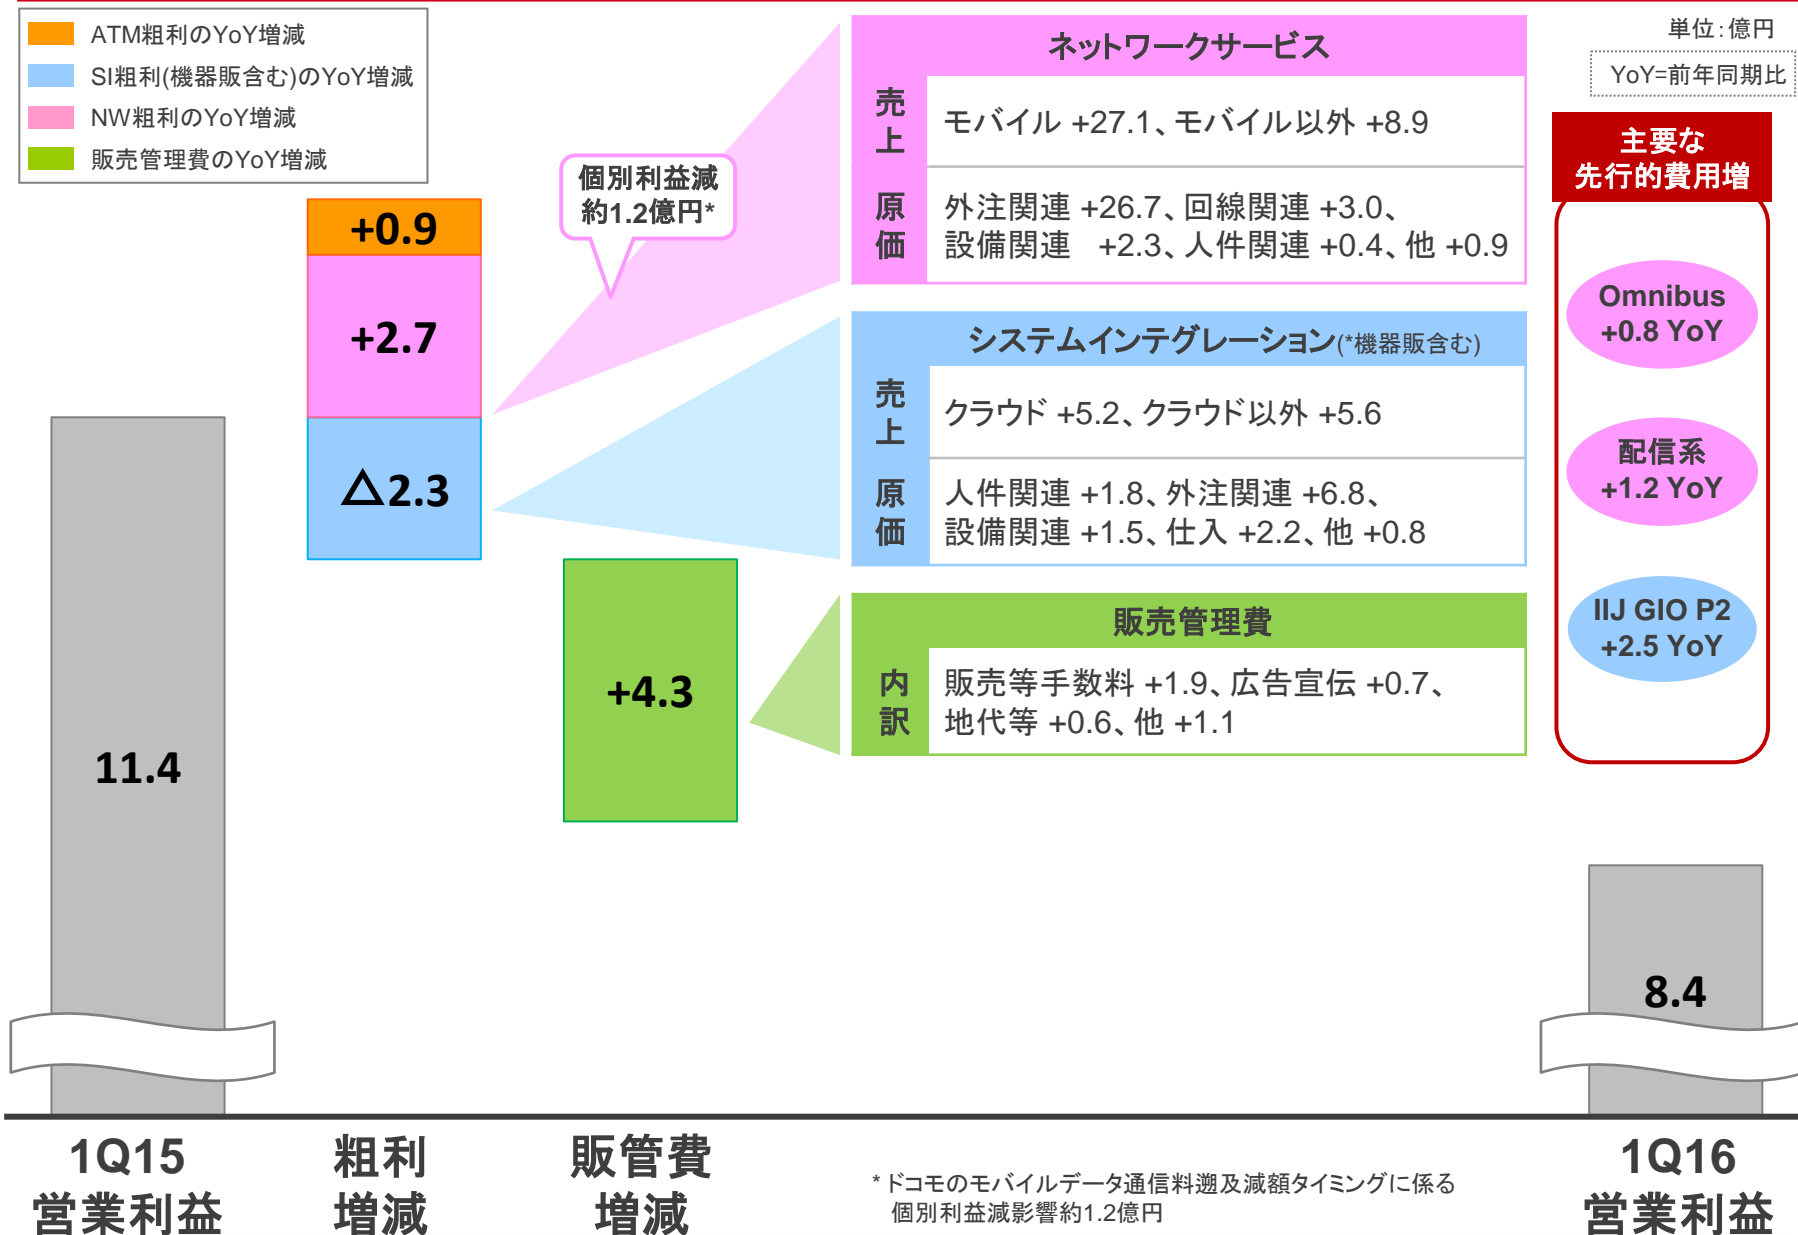 ATM粗利のYoY増減
SI粗利(機器販含む)のYoY増減
NW粗利のYoY増減
販売管理費のYoY増減
単位：億円
YoY=前年同期比
ネットワークサービス
売上
モバイル +27.1、モバイル以外 +8.9
原価
外注関連 +26.7、回線関連 +3.0、
設備関連 +2.3、人件関連 +0.4、他 +0.9
個別利益減
約1.2億円*
システムインテグレーション(*機器販含む)
売上
クラウド +5.2、クラウド以外 +5.6
原価
人件関連 +1.8、外注関連 +6.8、
設備関連 +1.5、仕入 +2.2、他 +0.8
販売管理費
内訳
販売等手数料 +1.9、広告宣伝 +0.7、
地代等 +0.6、他 +1.1
主要な
先行的費用増
Omnibus
+0.8 YoY
配信系
+1.2 YoY
IIJ GIO P2
+2.5 YoY
+0.9
+2.7
△2.3
+4.3
11.4
8.4
1Q15
営業利益
粗利
増減
販管費
増減
1Q16
営業利益
* ドコモのモバイルデータ通信料遡及減額タイミングに係る
個別利益減影響約1.2億円